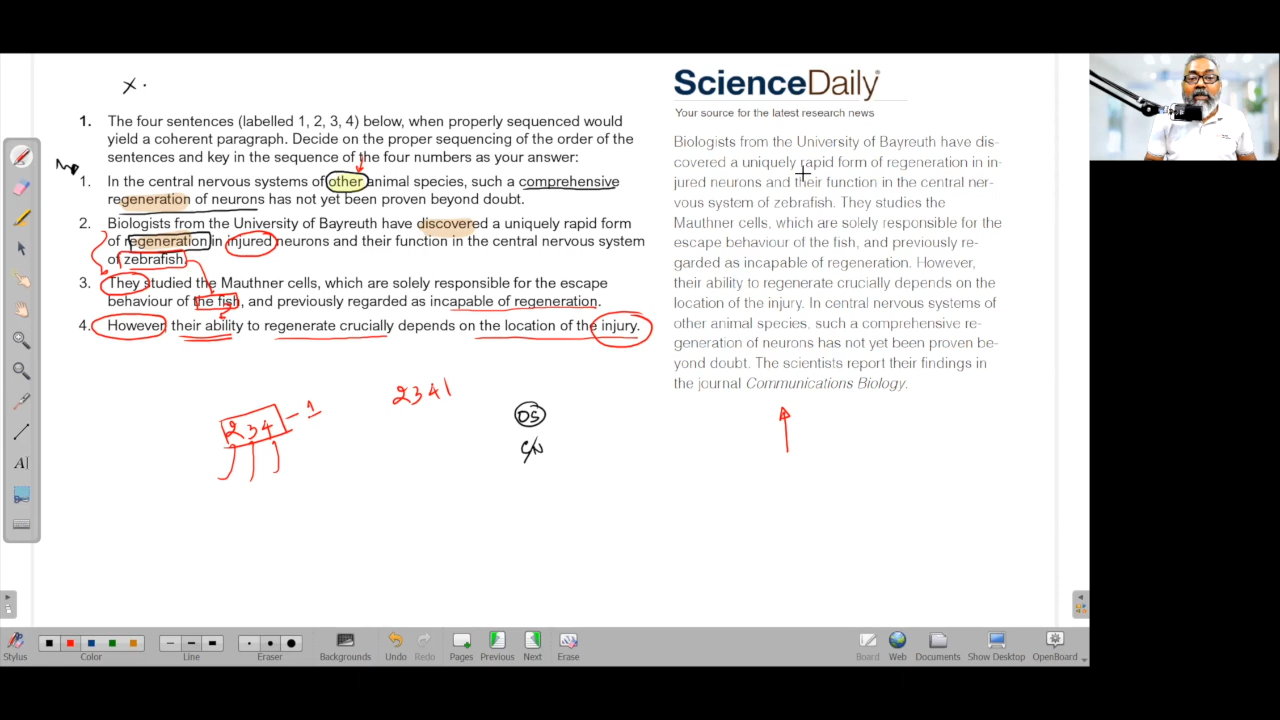 x.
1. The four sentences (labelled 1, 2, 3, 4) below, when properly sequenced would
yield a coherent paragraph. Decide on the proper sequencing of the order of the
sentences and key in the sequence of the four numbers as your answer:
1. In the central nervous systems of other animal species, such a comprehensive
regeneration of neurons has not yet been proven beyond doubt.
2. Biologists from the University of Bayreuth have discovered a uniquely rapid form
of regeneration in injured neurons and their function in the central nervous system
of zebrafish.
3. They studied the Mauthner cells, which are solely responsible for the escape
behaviour of the fish, and previously regarded as incapable of regeneration.
4. However, their ability to regenerate crucially depends on the location of the injury.
234 - 1
2341
DS
ScienceDaily
Your source for the latest research news
Biologists from the University of Bayreuth have dis-
covered a uniquely rapid form of regeneration in in-
jured neurons and their function in the central ner-
vous system of zebrafish. They studied the
Mauthner cells, which are solely responsible for the
escape behaviour of the fish, and previously re-
garded as incapable of regeneration. However,
their ability to regenerate crucially depends on the
location of the injury. In central nervous systems of
other animal species, such a comprehensive re-
generation of neurons has not yet been proven be-
yond doubt. The scientists report their findings in
the journal Communications Biology.
Stylus
Color
Line
Eraser
Backgrounds
Undo
Redo
Pages
Previous
Next
Erase
Board
Web
Documents
Show Desktop
OpenBoard